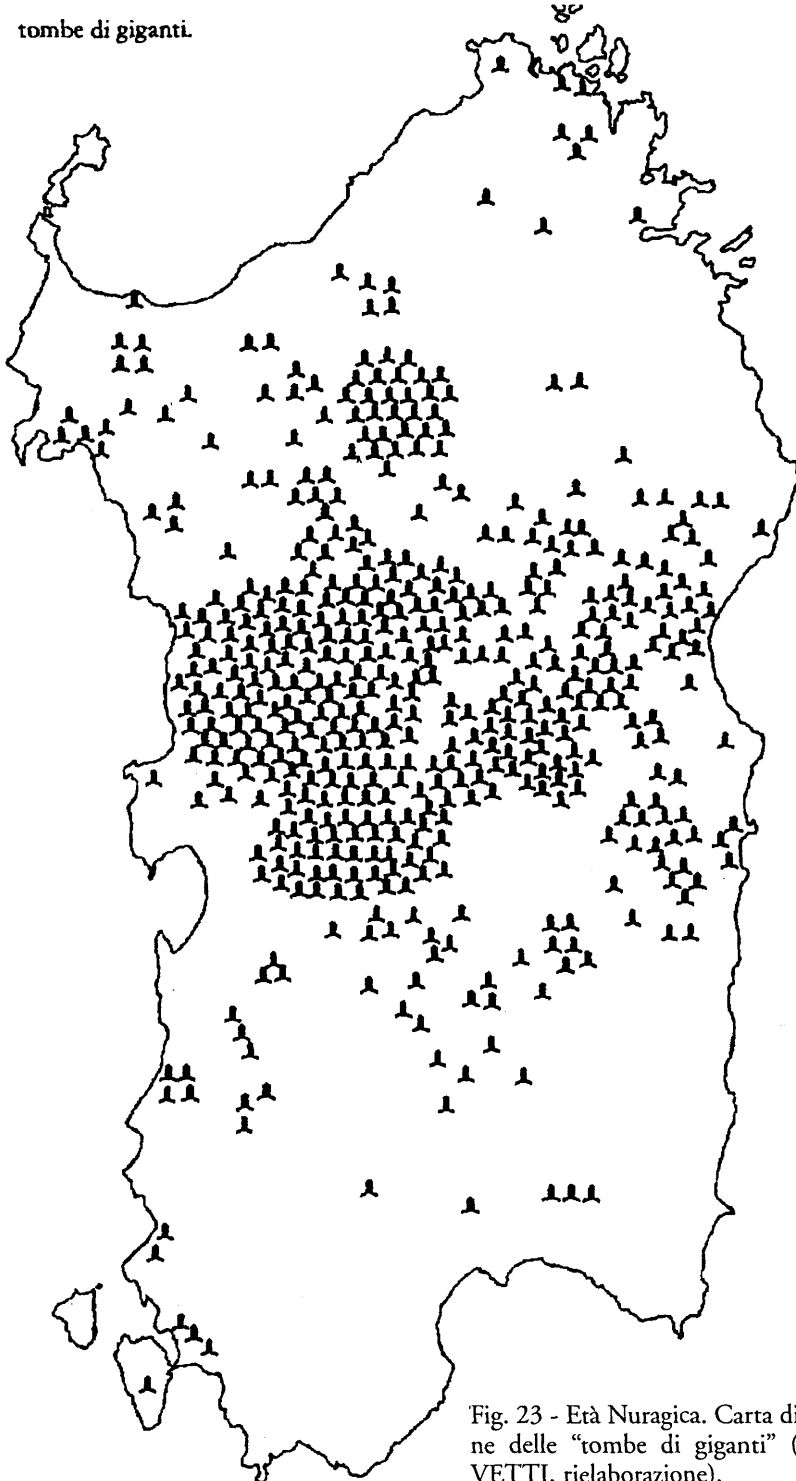 tombe di giganti.
Fig. 23 - Età Nuragica. Carta di
ne delle “tombe di giganti” (
VETTI, rielaborazione).